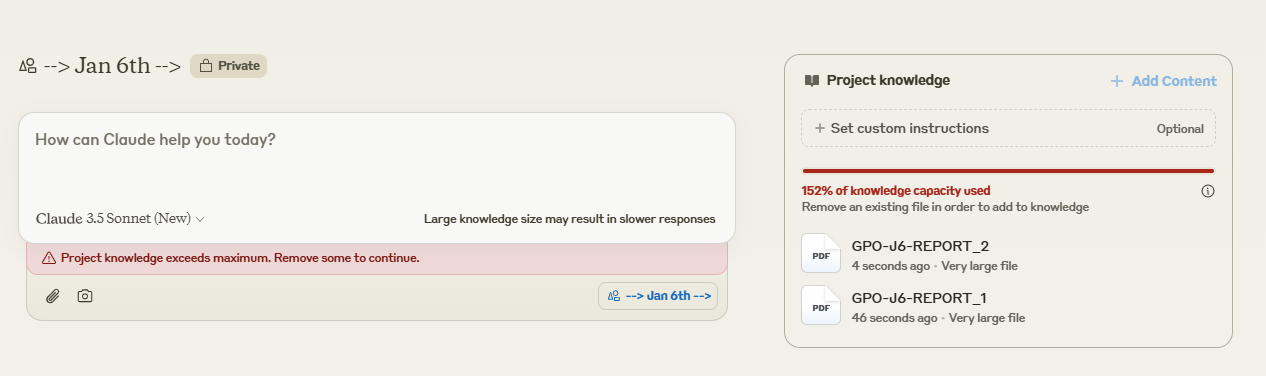 --> Jan 6th --> Private
How can Claude help you today?
Claude 3.5 Sonnet (New)
Large knowledge size may result in slower responses
Project knowledge exceeds maximum. Remove some to continue.
--> Jan 6th -->
Project knowledge
+ Add Content
+ Set custom instructions
Optional
152% of knowledge capacity used
Remove an existing file in order to add to knowledge
PDF
GPO-J6-REPORT_2
4 seconds ago · Very large file
PDF
GPO-J6-REPORT_1
46 seconds ago · Very large file